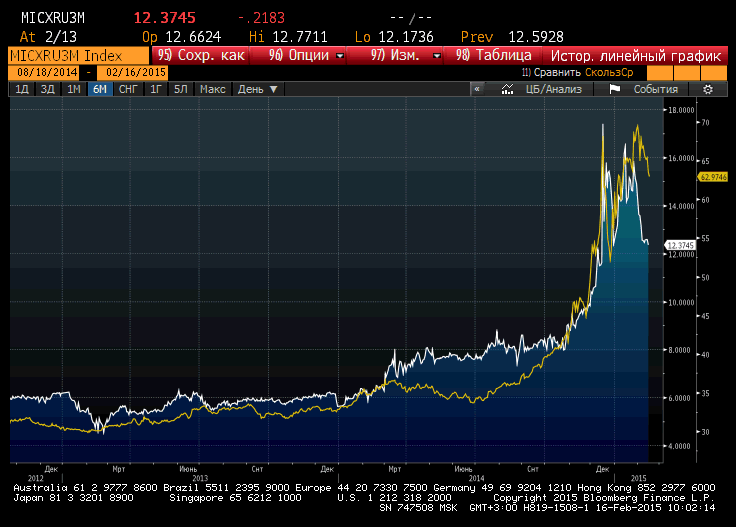 MICXRU3M 12.3745 -.2183 --/--
At 2/13 Op 12.6624 Hi 12.7711 Lo 12.1736 Prev 12.5928
MICXRU3M Index 95) Сохр. как 96) Опции 97) Изм. 98) Таблица Истор. линейный график
08/18/2014 - 02/16/2015 11) Сравнить СкользСр
1Д 3Д 1М 6М СНГ 1Г 5Л Макс День ▼ « ЦБ/Анализ События
18.0000
16.0000
14.0000
12.3745
12.0000
10.0000
8.0000
6.0000
4.0000
70
65
62.9746
60
55
50
45
40
35
30
Дек Мрт Июнь Снт Дек Мрт Июнь Снт Дек
2012 2013 2014 2015
Australia 61 2 9777 8600 Brazil 5511 2395 9000 Europe 44 20 7330 7500 Germany 49 69 9204 1210 Hong Kong 852 2977 6000
Japan 81 3 3201 8900 Singapore 65 6212 1000 U.S. 1 212 318 2000 Copyright 2015 Bloomberg Finance L.P.
SN 747508 MSK GMT+3:00 H819-1508-1 16-Feb-2015 10:02:14